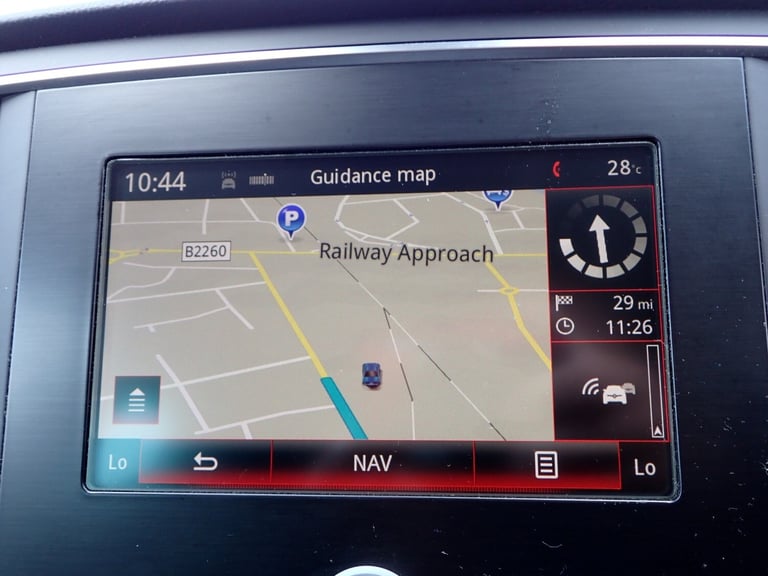 10:44
Guidance map
28°C
P
B2260
Railway Approach
29 mi
11:26
Lo
NAV
Lo